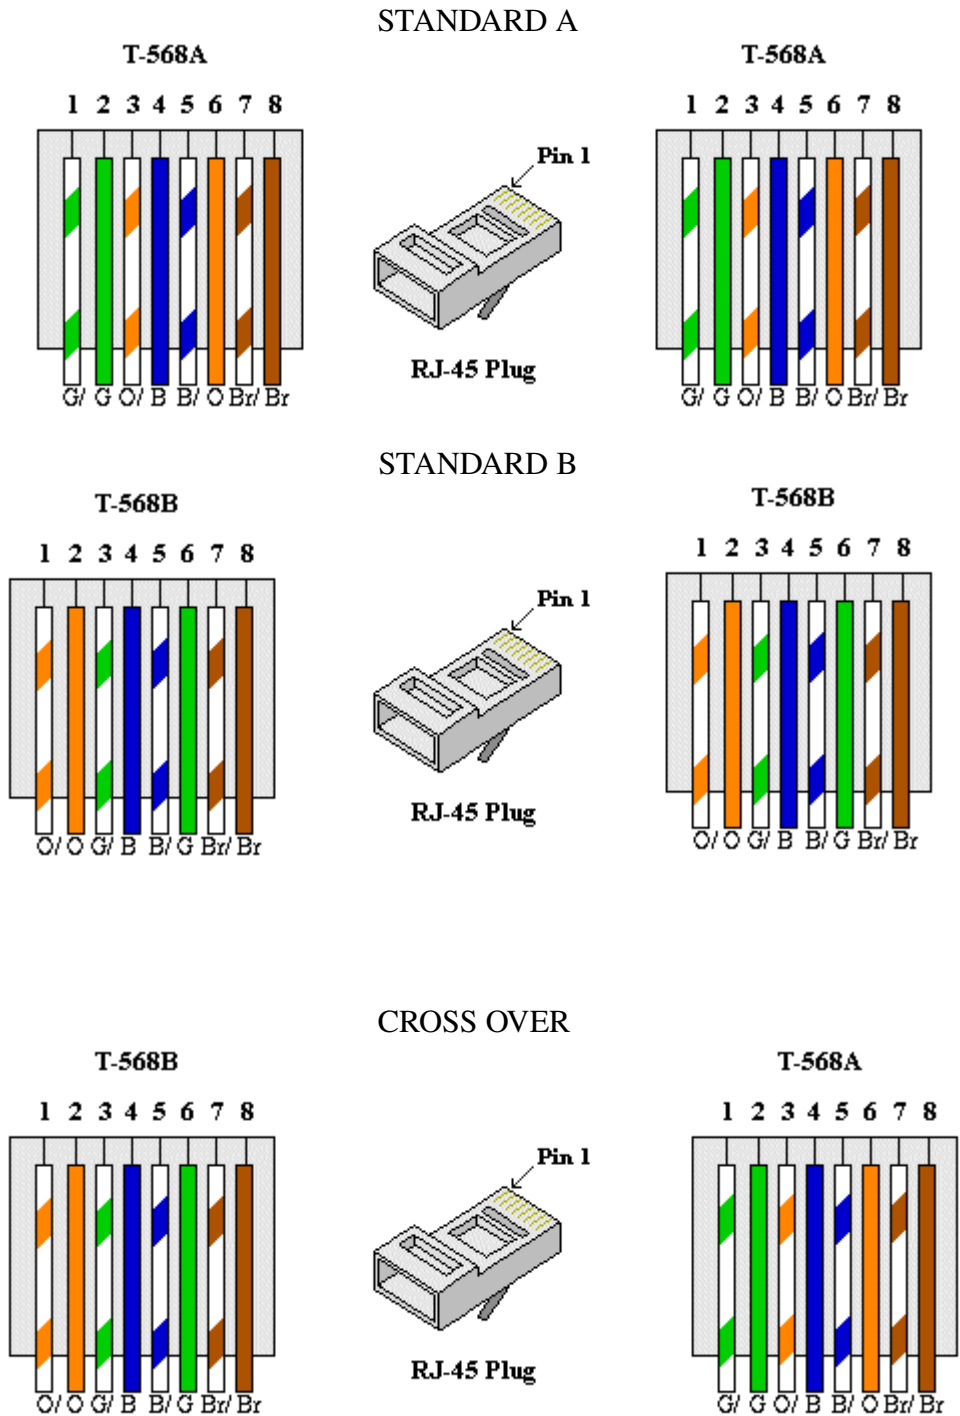 STANDARD A
T-568A
T-568A
1 2 3 4 5 6 7 8
1 2 3 4 5 6 7 8
Pin 1
RJ-45 Plug
G/ G O/ B B/ O Br/ Br
G/ G O/ B B/ O Br/ Br
STANDARD B
T-568B
T-568B
1 2 3 4 5 6 7 8
1 2 3 4 5 6 7 8
Pin 1
RJ-45 Plug
O/ O G/ B B/ G Br/ Br
O/ O G/ B B/ G Br/ Br
CROSS OVER
T-568B
T-568A
1 2 3 4 5 6 7 8
1 2 3 4 5 6 7 8
Pin 1
RJ-45 Plug
O/ O G/ B B/ G Br/ Br
G/ G O/ B B/ O Br/ Br